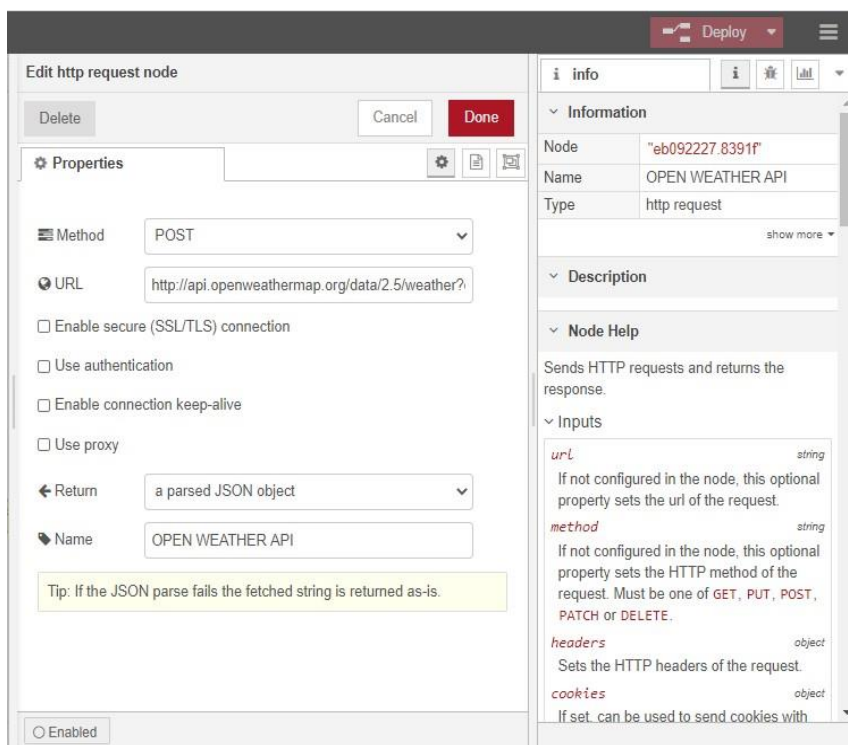 Deploy
Edit http request node
Delete
Cancel
Done
Properties
Method
POST
URL
http://api.openweathermap.org/data/2.5/weather?
Enable secure (SSL/TLS) connection
Use authentication
Enable connection keep-alive
Use proxy
Return
a parsed JSON object
Name
OPEN WEATHER API
Tip: If the JSON parse fails the fetched string is returned as-is.
Enabled
i info
i
Information
Node "eb092227.8391f"
Name OPEN WEATHER API
Type http request
show more
Description
Node Help
Sends HTTP requests and returns the
response.
Inputs
url string
If not configured in the node, this optional
property sets the url of the request.
method string
If not configured in the node, this optional
property sets the HTTP method of the
request. Must be one of GET, PUT, POST,
PATCH or DELETE.
headers object
Sets the HTTP headers of the request.
cookies object
If set, can be used to send cookies with